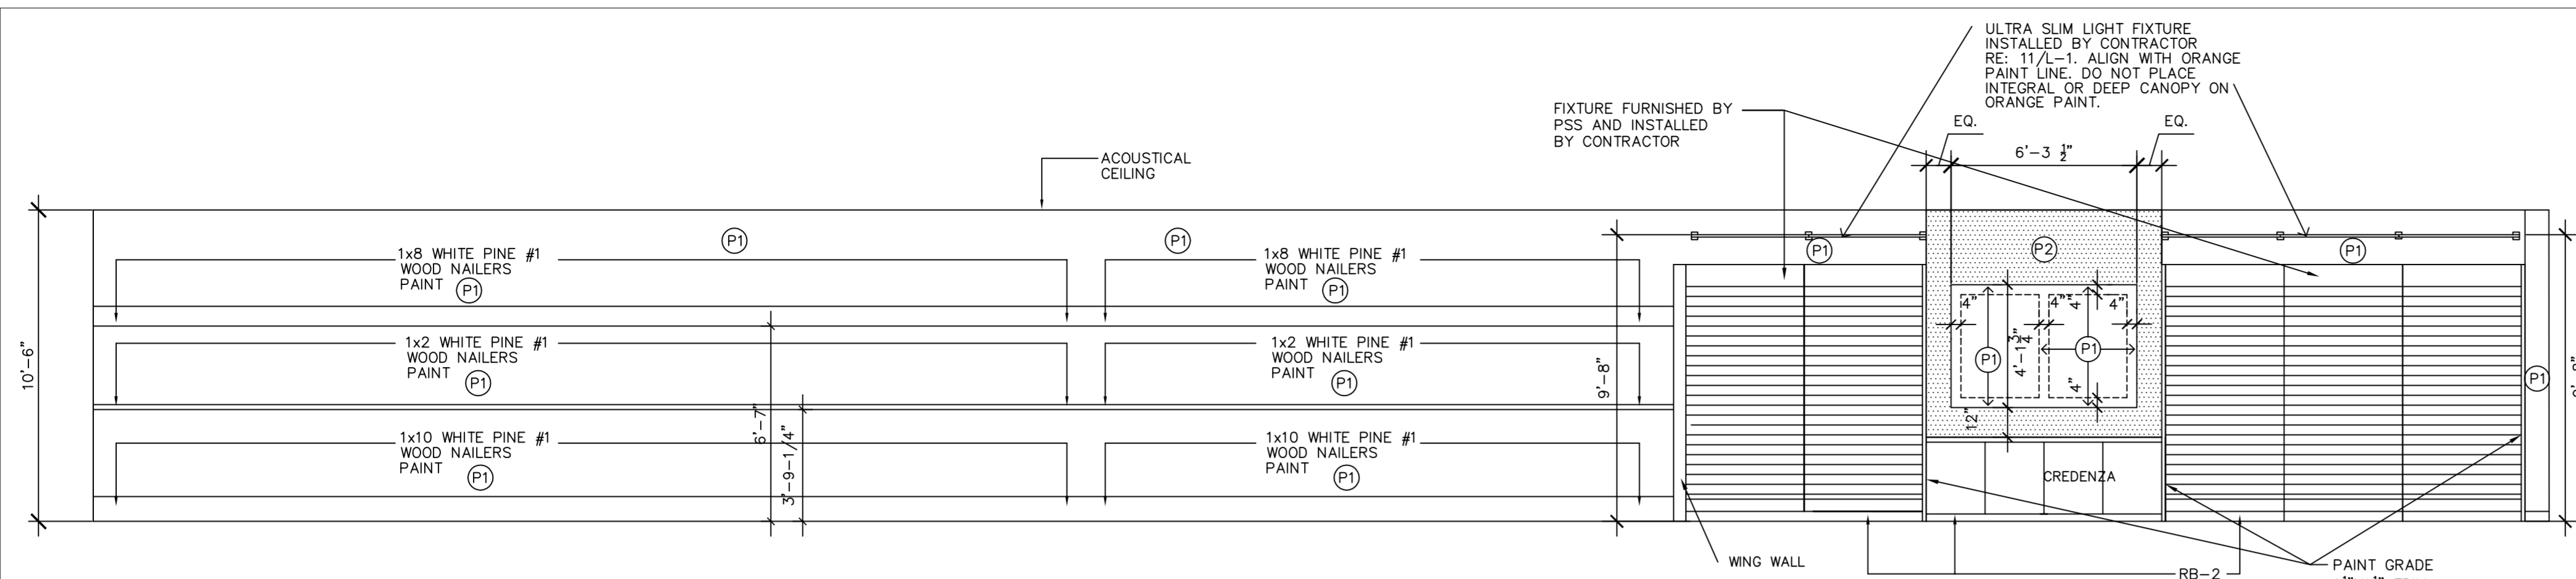 ULTRA SLIM LIGHT FIXTURE
INSTALLED BY CONTRACTOR
RE: 11/L-1. ALIGN WITH ORANGE
PAINT LINE. DO NOT PLACE
INTEGRAL OR DEEP CANOPY ON
ORANGE PAINT.
FIXTURE FURNISHED BY
PSS AND INSTALLED
BY CONTRACTOR
EQ.
EQ.
6'-3 1/2"
ACOUSTICAL
CEILING
P1
P1
P1
P2
P1
1x8 WHITE PINE #1
WOOD NAILERS
PAINT P1
1x8 WHITE PINE #1
WOOD NAILERS
PAINT P1
1x2 WHITE PINE #1
WOOD NAILERS
PAINT P1
1x2 WHITE PINE #1
WOOD NAILERS
PAINT P1
1x10 WHITE PINE #1
WOOD NAILERS
PAINT P1
1x10 WHITE PINE #1
WOOD NAILERS
PAINT P1
10'-6"
6'-7"
3'-9-1/4"
9'-8"
4"
4"
4"
4"
4'-1 3/4"
4"
P1
P1
12"
P1
CREDENZA
WING WALL
RB-2
PAINT GRADE